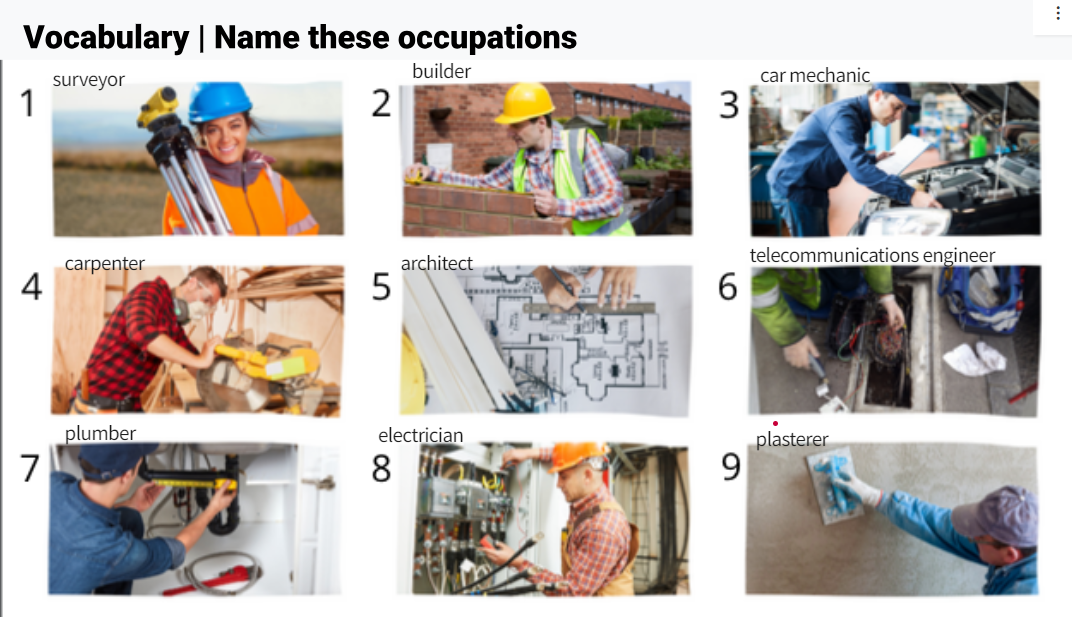 Vocabulary | Name these occupations
1 surveyor
2 builder
3 car mechanic
4 carpenter
5 architect
6 telecommunications engineer
7 plumber
8 electrician
9 plasterer